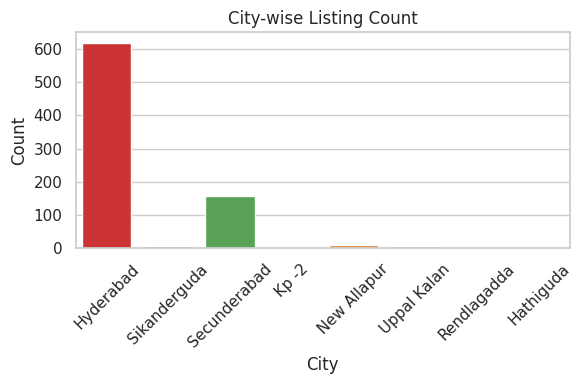 City-wise Listing Count
600
500
400
300
200
100
0
Count
Hyderabad
Sikanderguda
Secunderabad
Kp -2
New Allapur
Uppal Kalan
Rendlagadda
Hathiguda
City